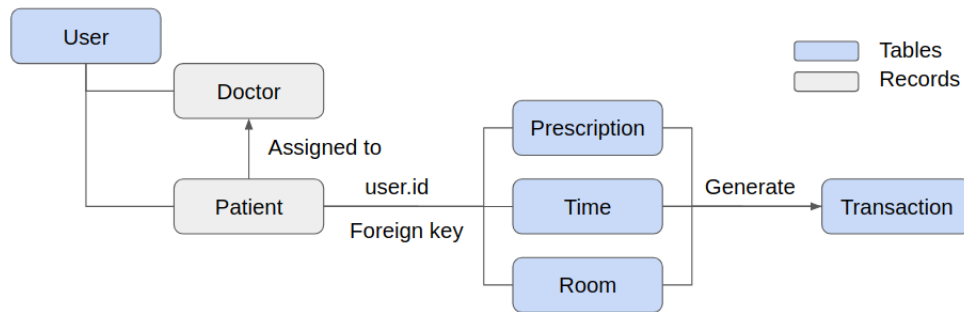 User
Tables
Records
Doctor
Prescription
Assigned to
user.id
Generate
Patient
Time
Transaction
Foreign key
Room